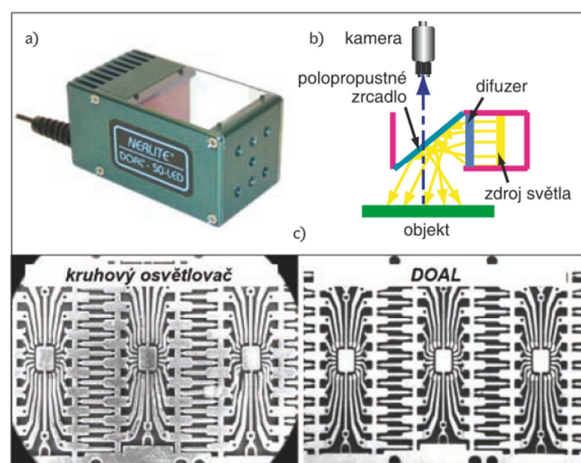 a)
NERLITE®
DOAL - 50-LED
b)
kamera
polopropustné
zrcadlo
difuzer
zdroj světla
objekt
c)
kruhový osvětlovač
DOAL